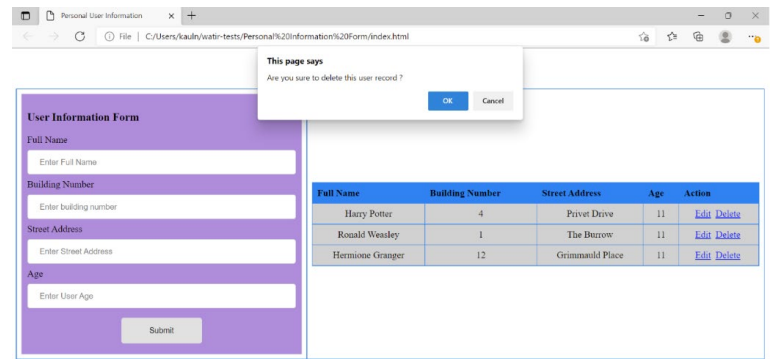 Personal User Information
File | C:/Users/kauln/watir-tests/Personal%20Information%20Form/index.html
This page says
Are you sure to delete this user record ?
OK Cancel
User Information Form
Full Name
Enter Full Name
Building Number
Enter building number
Street Address
Enter Street Address
Age
Enter User Age
Submit
Full Name Building Number Street Address Age Action
Harry Potter 4 Privet Drive 11 Edit Delete
Ronald Weasley 1 The Burrow 11 Edit Delete
Hermione Granger 12 Grimmauld Place 11 Edit Delete